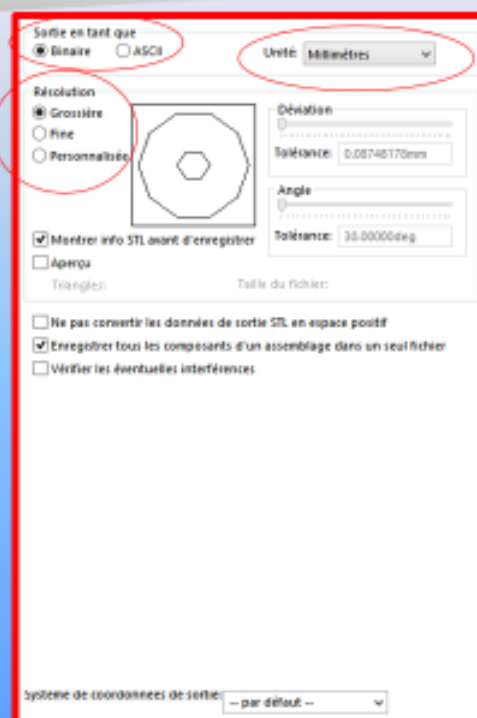 Sortie en tant que
Binaire ASCII
Unité: Millimètres
Résolution
Grossière
Fine
Personnalisée
Déviation
Tolérance: 0.08748178mm
Angle
Tolérance: 30.00000deg
Montrer info STL avant d'enregistrer
Aperçu
Triangles: Taille du fichier:
Ne pas convertir les données de sortie STL en espace positif
Enregistrer tous les composants d'un assemblage dans un seul fichier
Vérifier les éventuelles interférences
Système de coordonnées de sortie: -- par défaut --